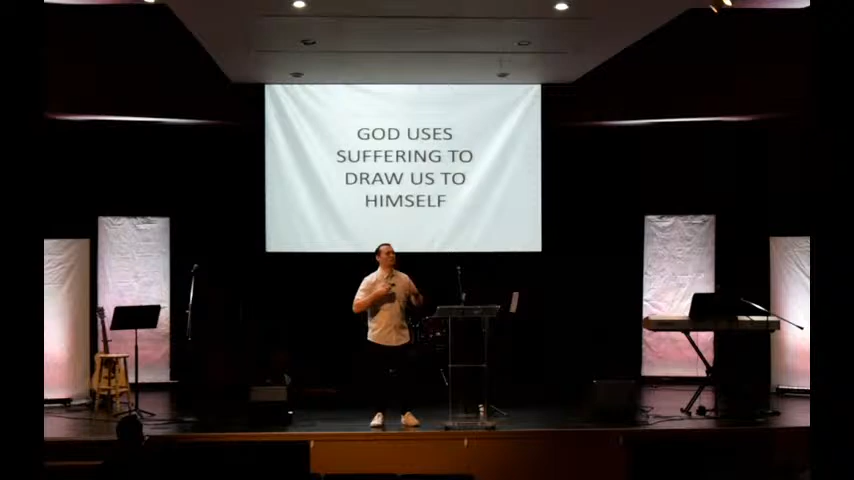 GOD USES
SUFFERING TO
DRAW US TO
HIMSELF